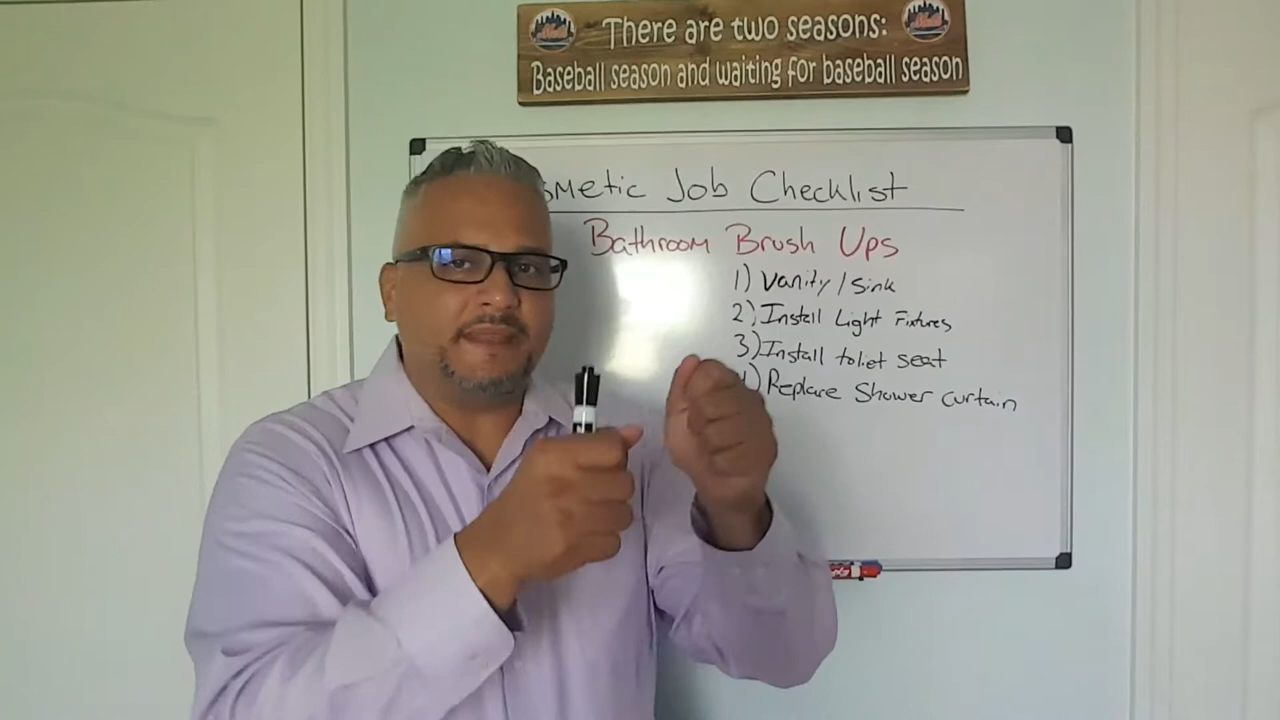 There are two seasons:
Baseball season and waiting for baseball season
smetic Job Checklist
Bathroom Brush Ups
1) Vanity / Sink
2) Install Light Fixtures
3) Install toilet seat
4) Replace Shower curtain